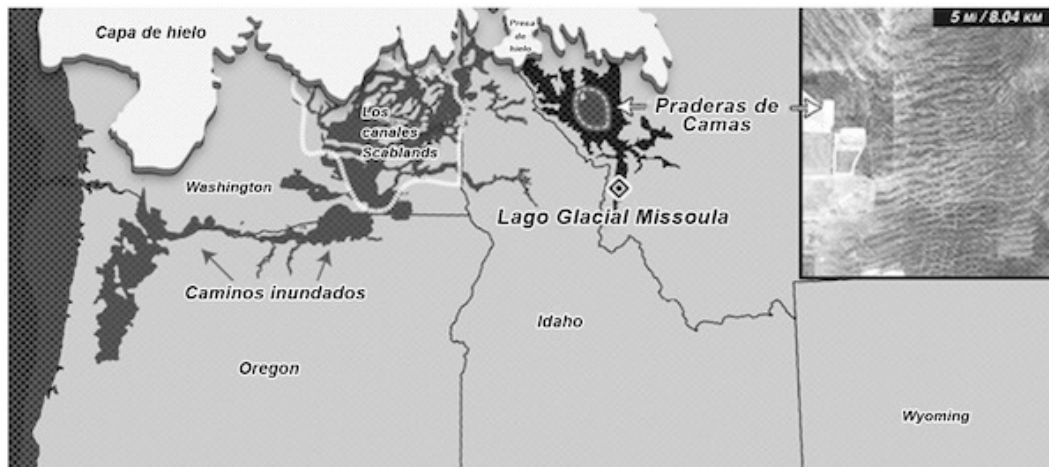 5 MI / 8.04 KM
Capa de hielo
Presa
de
hielo
Praderas de
Camas
Los
canales
Scablands
Washington
Lago Glacial Missoula
Caminos inundados
Idaho
Oregon
Wyoming